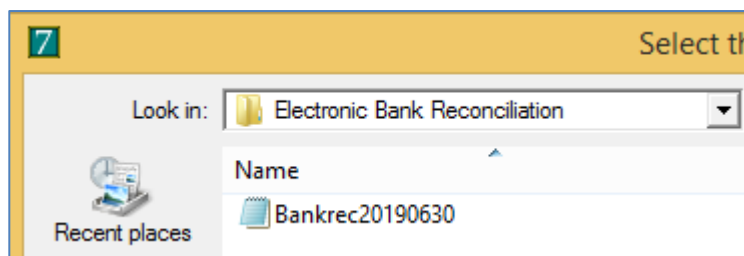 7
Select th
Look in: Electronic Bank Reconciliation
Name
Bankrec20190630
Recent places